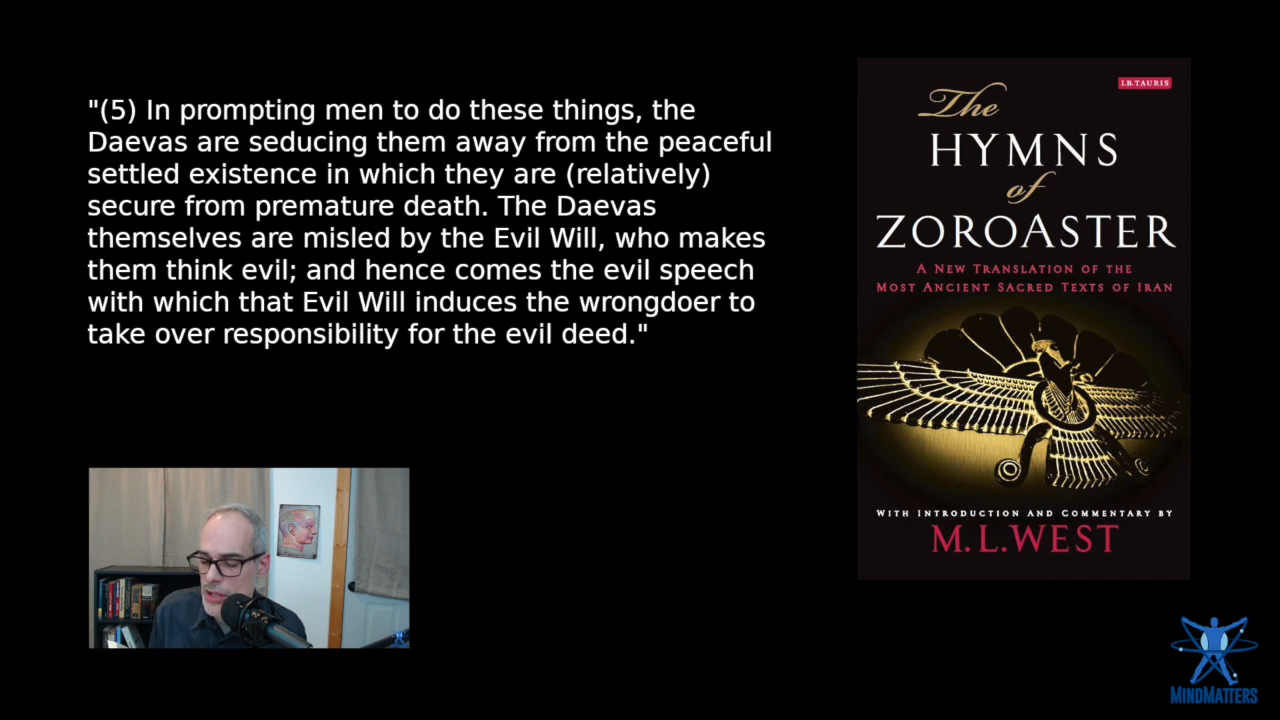 "(5) In prompting men to do these things, the
Daevas are seducing them away from the peaceful
settled existence in which they are (relatively)
secure from premature death. The Daevas
themselves are misled by the Evil Will, who makes
them think evil; and hence comes the evil speech
with which that Evil Will induces the wrongdoer to
take over responsibility for the evil deed."
I.B.TAURIS
The
HYMNS
of
ZOROASTER
A NEW TRANSLATION OF THE
MOST ANCIENT SACRED TEXTS OF IRAN
WITH INTRODUCTION AND COMMENTARY BY
M.L.WEST
MINDMATTERS